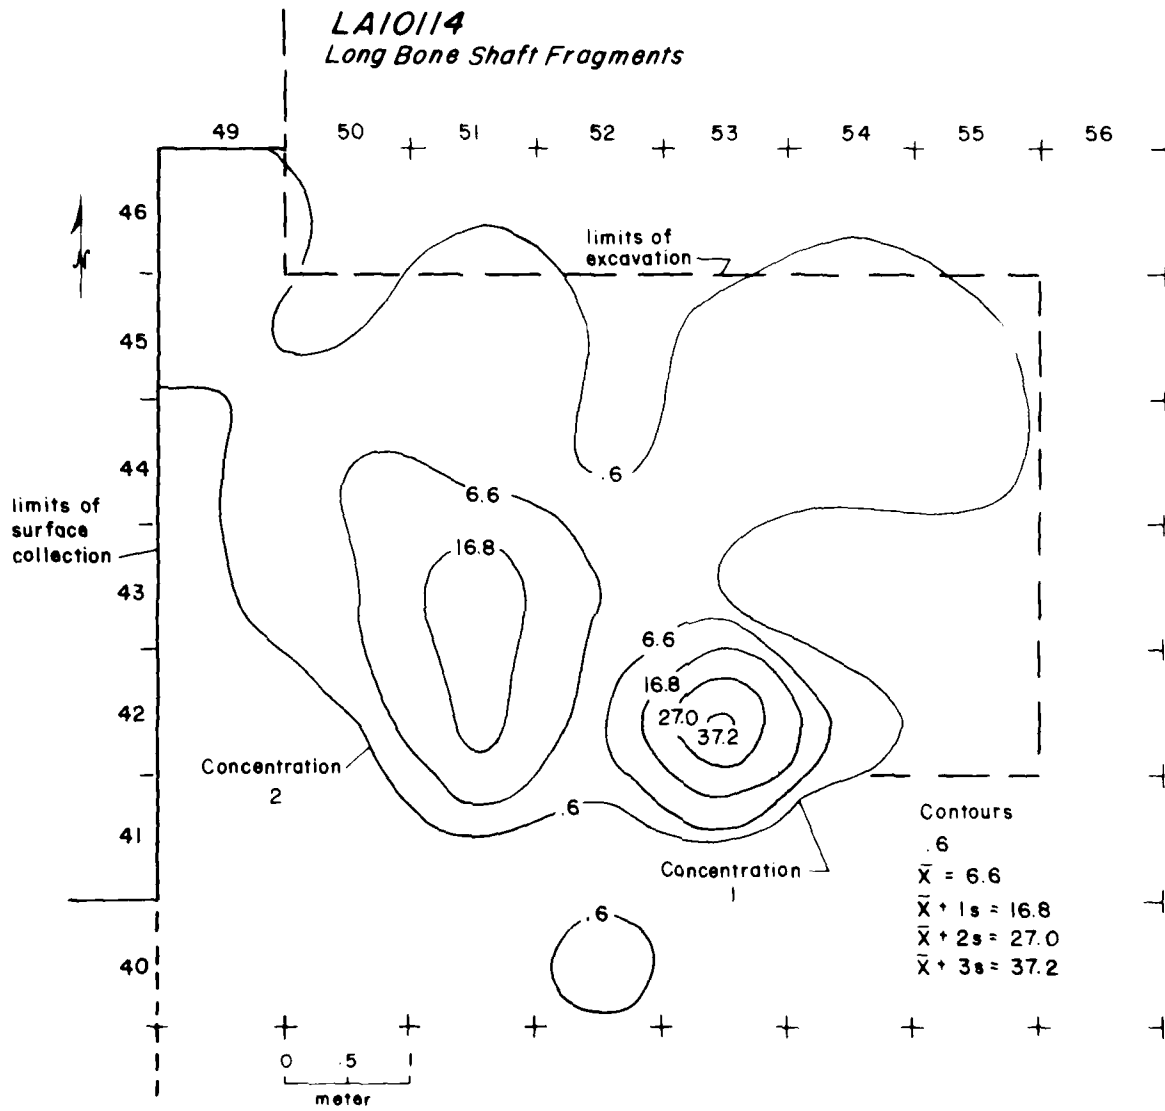 LA10114
Long Bone Shaft Fragments
49 50 51 52 53 54 55 56
46
N
limits of
excavation
45
44
.6
6.6
limits of
surface
collection
16.8
43
6.6
16.8
42
27.0
37.2
Concentration
2
.6
Contours
.6
41
Concentration
1
X̄ = 6.6
X̄ + 1s = 16.8
X̄ + 2s = 27.0
X̄ + 3s = 37.2
.6
40
0 .5 1
meter